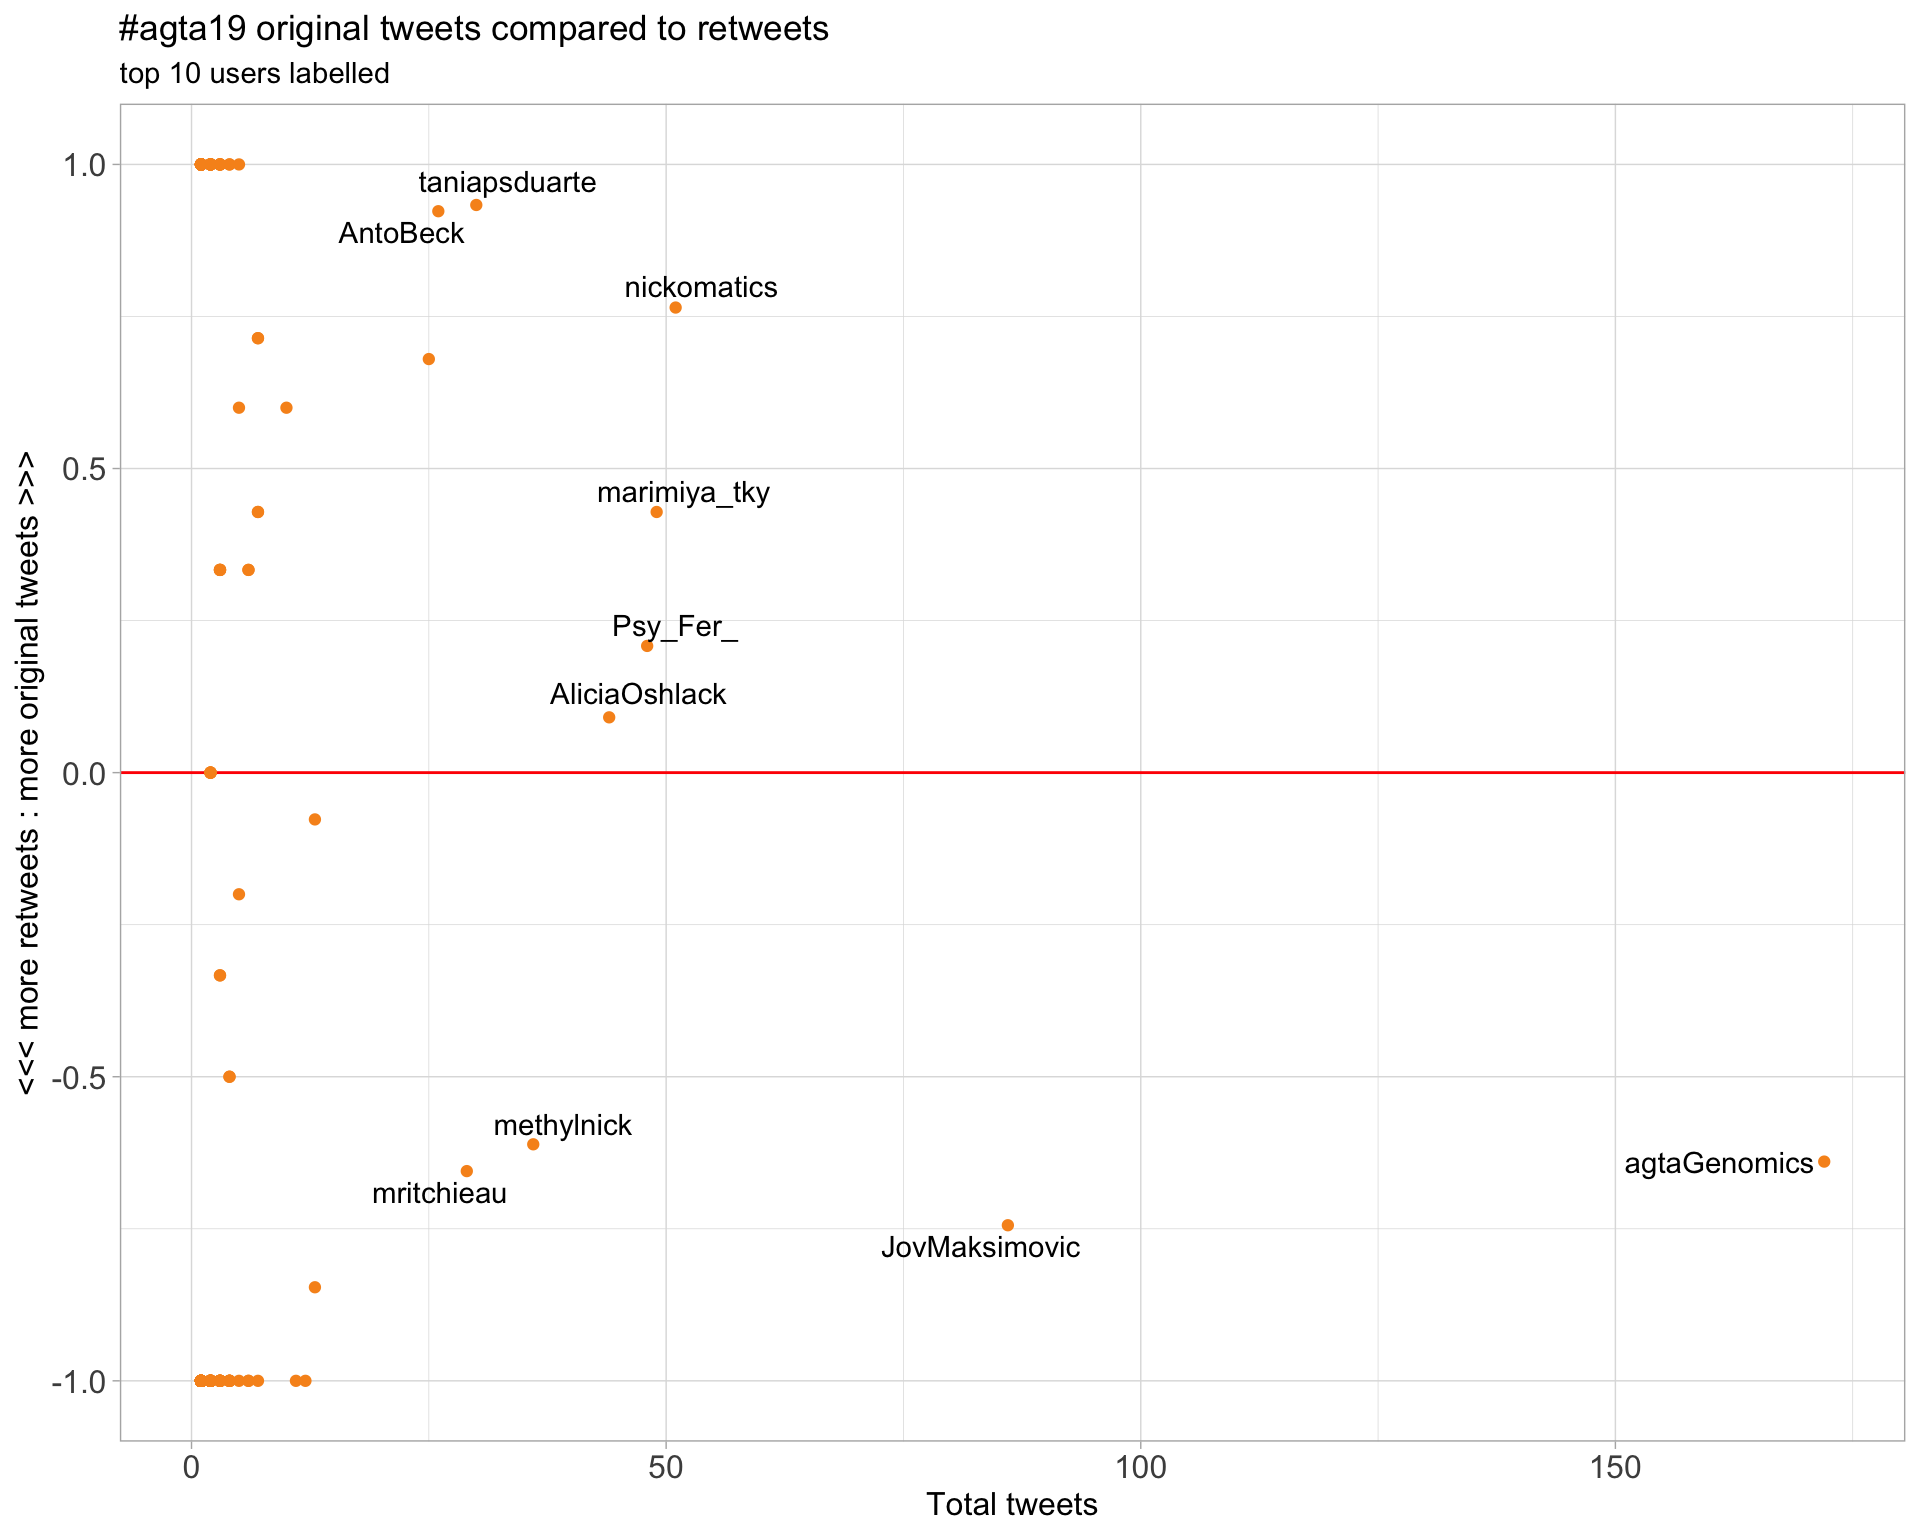 #agta19 original tweets compared to retweets
top 10 users labelled
<<< more retweets : more original tweets >>>
1.0
0.5
0.0
-0.5
-1.0
taniapsduarte
AntoBeck
nickomatics
marimiya_tky
Psy_Fer_
AliciaOshlack
methylnick
agtaGenomics
mritchieau
JovMaksimovic
0 50 100 150
Total tweets